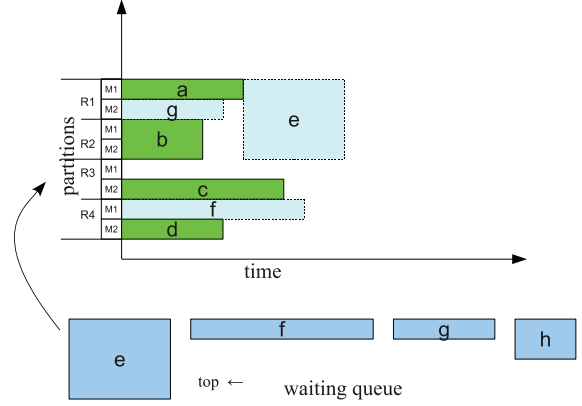 partitions
R1
M1
a
M2
g
e
R2
M1
b
M2
R3
M1
M2
c
R4
M1
f
M2
d
time
e
f
g
h
top ←
waiting queue